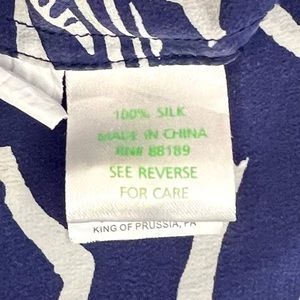 100% SILK
MADE IN CHINA
RN# 88189
SEE REVERSE
FOR CARE
KING OF PRUSSIA, PA